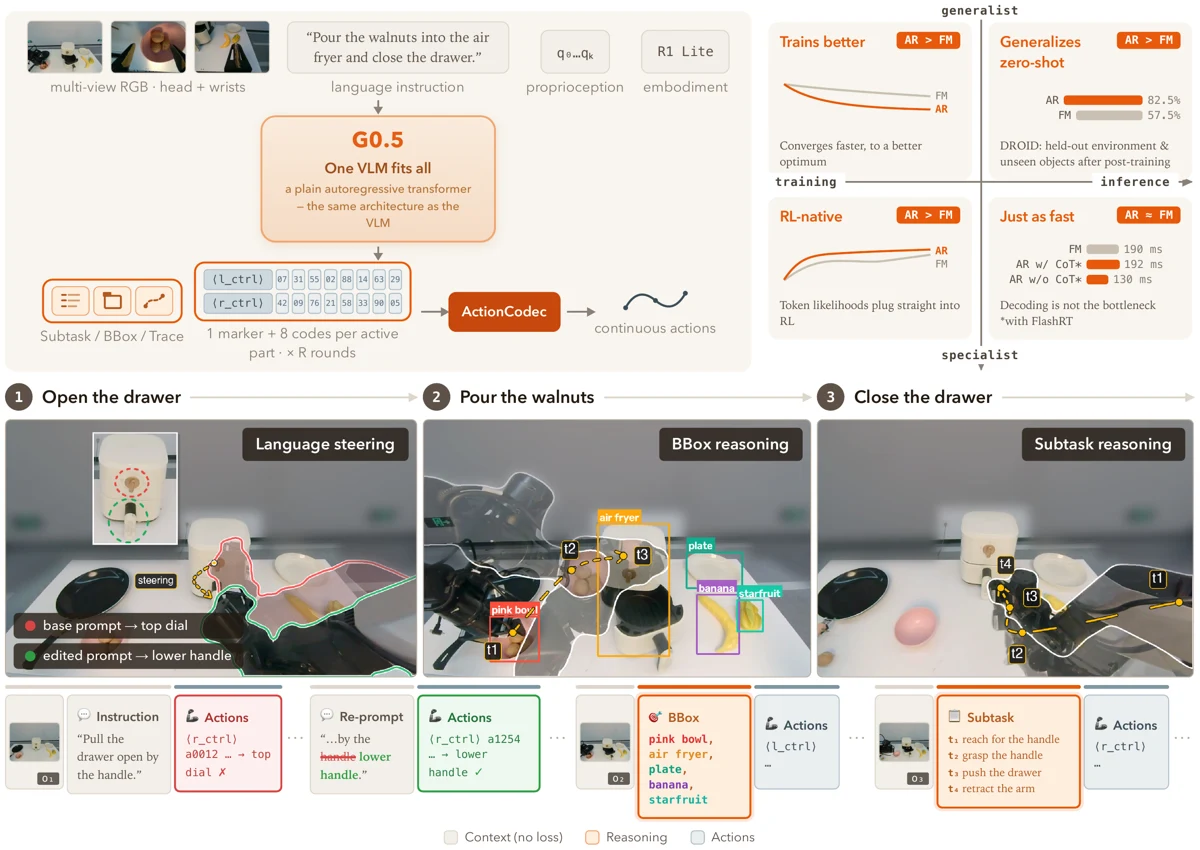 “Pour the walnuts into the air
fryer and close the drawer.”
q₀…qₖ
R1 Lite
multi-view RGB · head + wrists
language instruction
proprioception
embodiment
G0.5
One VLM fits all
a plain autoregressive transformer
— the same architecture as the
VLM
⟨l_ctrl⟩ 07 31 55 02 88 14 63 29
⟨r_ctrl⟩ 42 09 76 21 58 33 90 05
Subtask / BBox / Trace
1 marker + 8 codes per active
part · × R rounds
ActionCodec
continuous actions
generalist
Trains better
AR > FM
FM
AR
Converges faster, to a better
optimum
Generalizes
zero-shot
AR > FM
AR 82.5%
FM 57.5%
DROID: held-out environment &
unseen objects after post-training
training
inference
RL-native
AR > FM
AR
FM
Token likelihoods plug straight into
RL
Just as fast
AR ≈ FM
FM 190 ms
AR w/ CoT* 192 ms
AR w/o CoT* 130 ms
Decoding is not the bottleneck
*with FlashRT
specialist
1 Open the drawer
2 Pour the walnuts
3 Close the drawer
Language steering
steering
base prompt → top dial
edited prompt → lower handle
BBox reasoning
air fryer
t2
t3
plate
banana
starfruit
pink bowl
t1
Subtask reasoning
t4
t3
t1
t2
o₁
Instruction
“Pull the
drawer open by
the handle.”
Actions
⟨r_ctrl⟩
a0012 … → top
dial ✗
…
Re-prompt
“…by the
handle lower
handle.”
Actions
⟨r_ctrl⟩ a1254
… → lower
handle ✓
…
o₂
BBox
pink bowl,
air fryer,
plate,
banana,
starfruit
Actions
⟨l_ctrl⟩
…
…
o₃
Subtask
t₁ reach for the handle
t₂ grasp the handle
t₃ push the drawer
t₄ retract the arm
Actions
⟨r_ctrl⟩
…
…
Context (no loss)
Reasoning
Actions